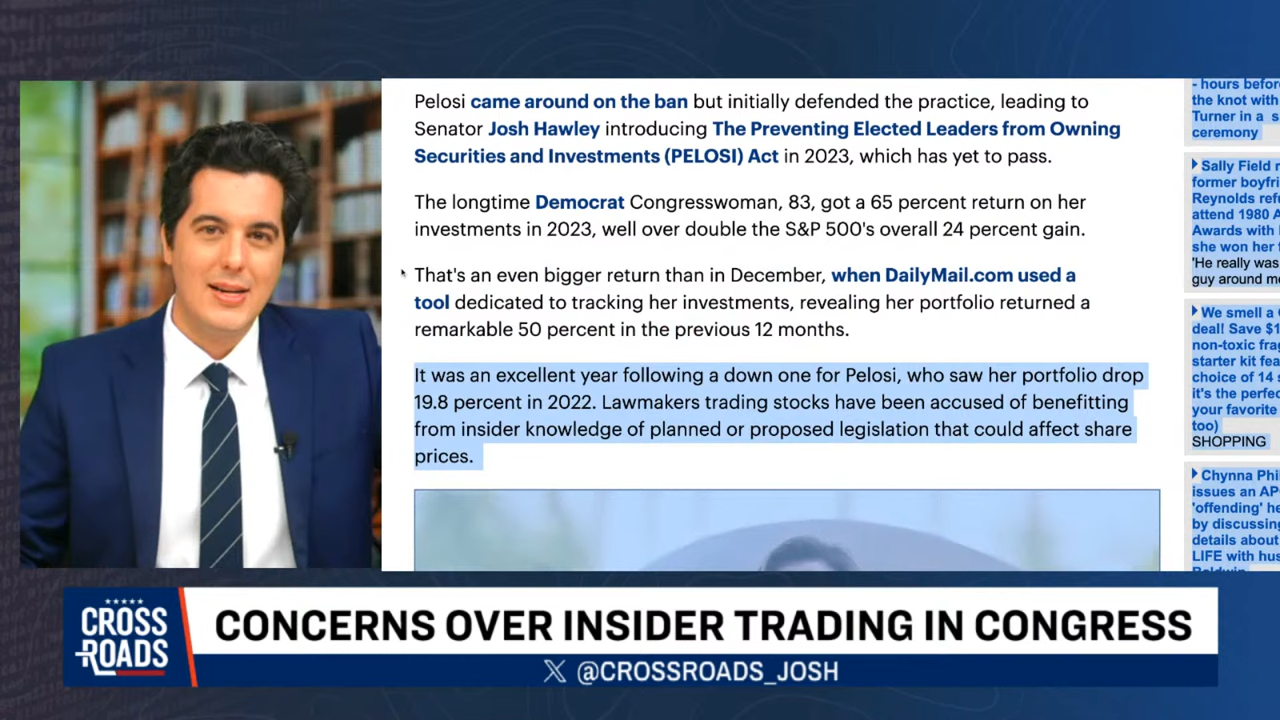 Pelosi came around on the ban but initially defended the practice, leading to
Senator Josh Hawley introducing The Preventing Elected Leaders from Owning
Securities and Investments (PELOSI) Act in 2023, which has yet to pass.
The longtime Democrat Congresswoman, 83, got a 65 percent return on her
investments in 2023, well over double the S&P 500's overall 24 percent gain.
That's an even bigger return than in December, when DailyMail.com used a
tool dedicated to tracking her investments, revealing her portfolio returned a
remarkable 50 percent in the previous 12 months.
It was an excellent year following a down one for Pelosi, who saw her portfolio drop
19.8 percent in 2022. Lawmakers trading stocks have been accused of benefitting
from insider knowledge of planned or proposed legislation that could affect share
prices.
- hours befor
the knot with
Turner in a s
ceremony
Sally Field
former boyfri
Reynolds ref
attend 1980 A
Awards with
she won her
'He really was
guy around m
We smell a
deal! Save $1
non-toxic fra
starter kit fea
choice of 14
it's the perfe
your favorite
too)
SHOPPING
Chynna Phi
issues an AP
'offending' he
by discussing
details about
LIFE with hus
CROSS
ROADS
CONCERNS OVER INSIDER TRADING IN CONGRESS
X @CROSSROADS_JOSH